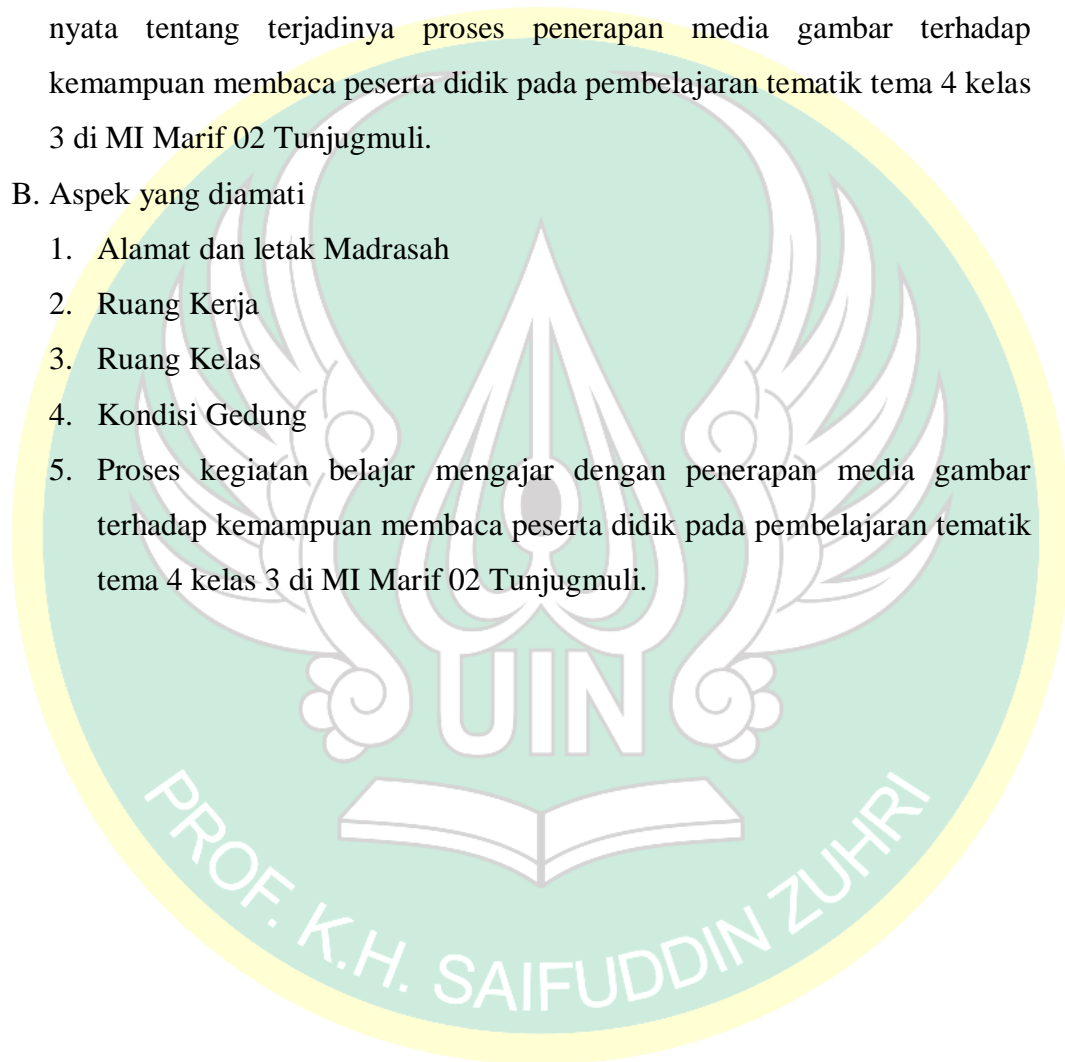 nyata tentang terjadinya proses penerapan media gambar terhadap
kemampuan membaca peserta didik pada pembelajaran tematik tema 4 kelas
3 di MI Marif 02 Tunjugmuli.
B. Aspek yang diamati
1. Alamat dan letak Madrasah
2. Ruang Kerja
3. Ruang Kelas
4. Kondisi Gedung
5. Proses kegiatan belajar mengajar dengan penerapan media gambar
terhadap kemampuan membaca peserta didik pada pembelajaran tematik
tema 4 kelas 3 di MI Marif 02 Tunjugmuli.
UIN
PROF. K.H. SAIFUDDIN ZUHRI